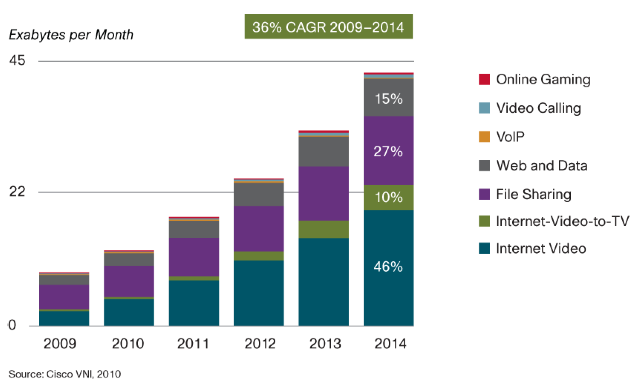 36% CAGR 2009–2014
Exabytes per Month
45
22
0
15%
27%
10%
46%
2009
2010
2011
2012
2013
2014
Online Gaming
Video Calling
VoIP
Web and Data
File Sharing
Internet-Video-to-TV
Internet Video
Source: Cisco VNI, 2010